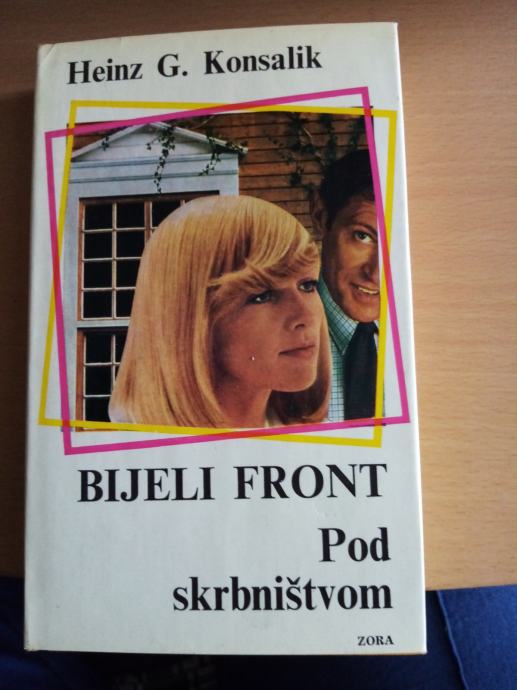 Heinz G. Konsalik
BIJELI FRONT
Pod
skrbništvom
ZORA